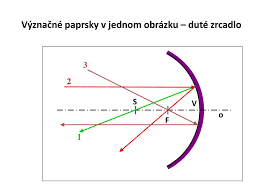 Význačné paprsky v jednom obrázku – duté zrcadlo
3
2
S
V
F
o
1